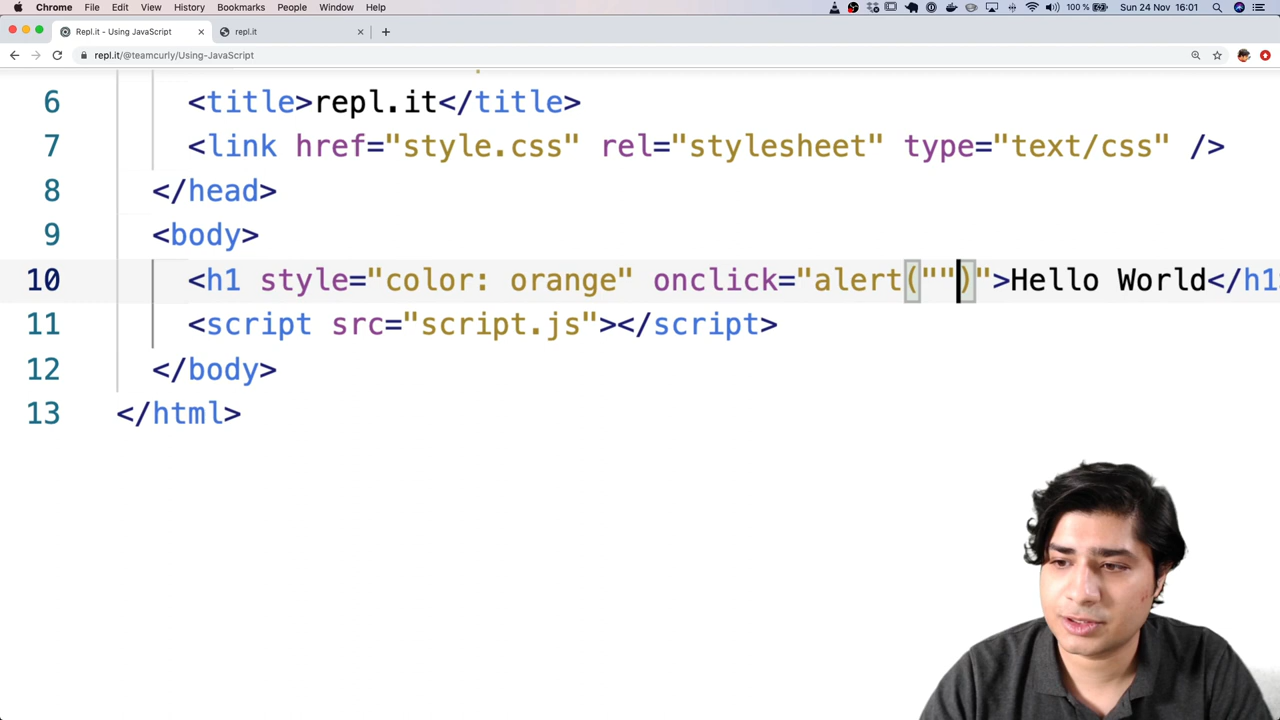 Chrome File Edit View History Bookmarks People Window Help 100 % Sun 24 Nov 16:01
Repl.it - Using JavaScript repl.it
repl.it/@teamcurly/Using-JavaScript
6 <title>repl.it</title>
7 <link href="style.css" rel="stylesheet" type="text/css" />
8 </head>
9 <body>
10 <h1 style="color: orange" onclick="alert("")">Hello World</h1
11 <script src="script.js"></script>
12 </body>
13 </html>